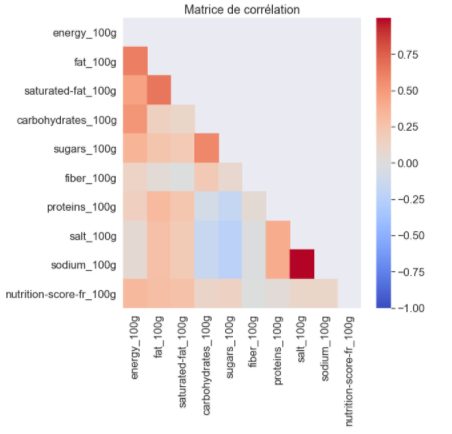 Matrice de corrélation
energy_100g
fat_100g
saturated-fat_100g
carbohydrates_100g
sugars_100g
fiber_100g
proteins_100g
salt_100g
sodium_100g
nutrition-score-fr_100g
0.75
0.50
0.25
0.00
−0.25
−0.50
−0.75
−1.00
energy_100g
fat_100g
saturated-fat_100g
carbohydrates_100g
sugars_100g
fiber_100g
proteins_100g
salt_100g
sodium_100g
nutrition-score-fr_100g